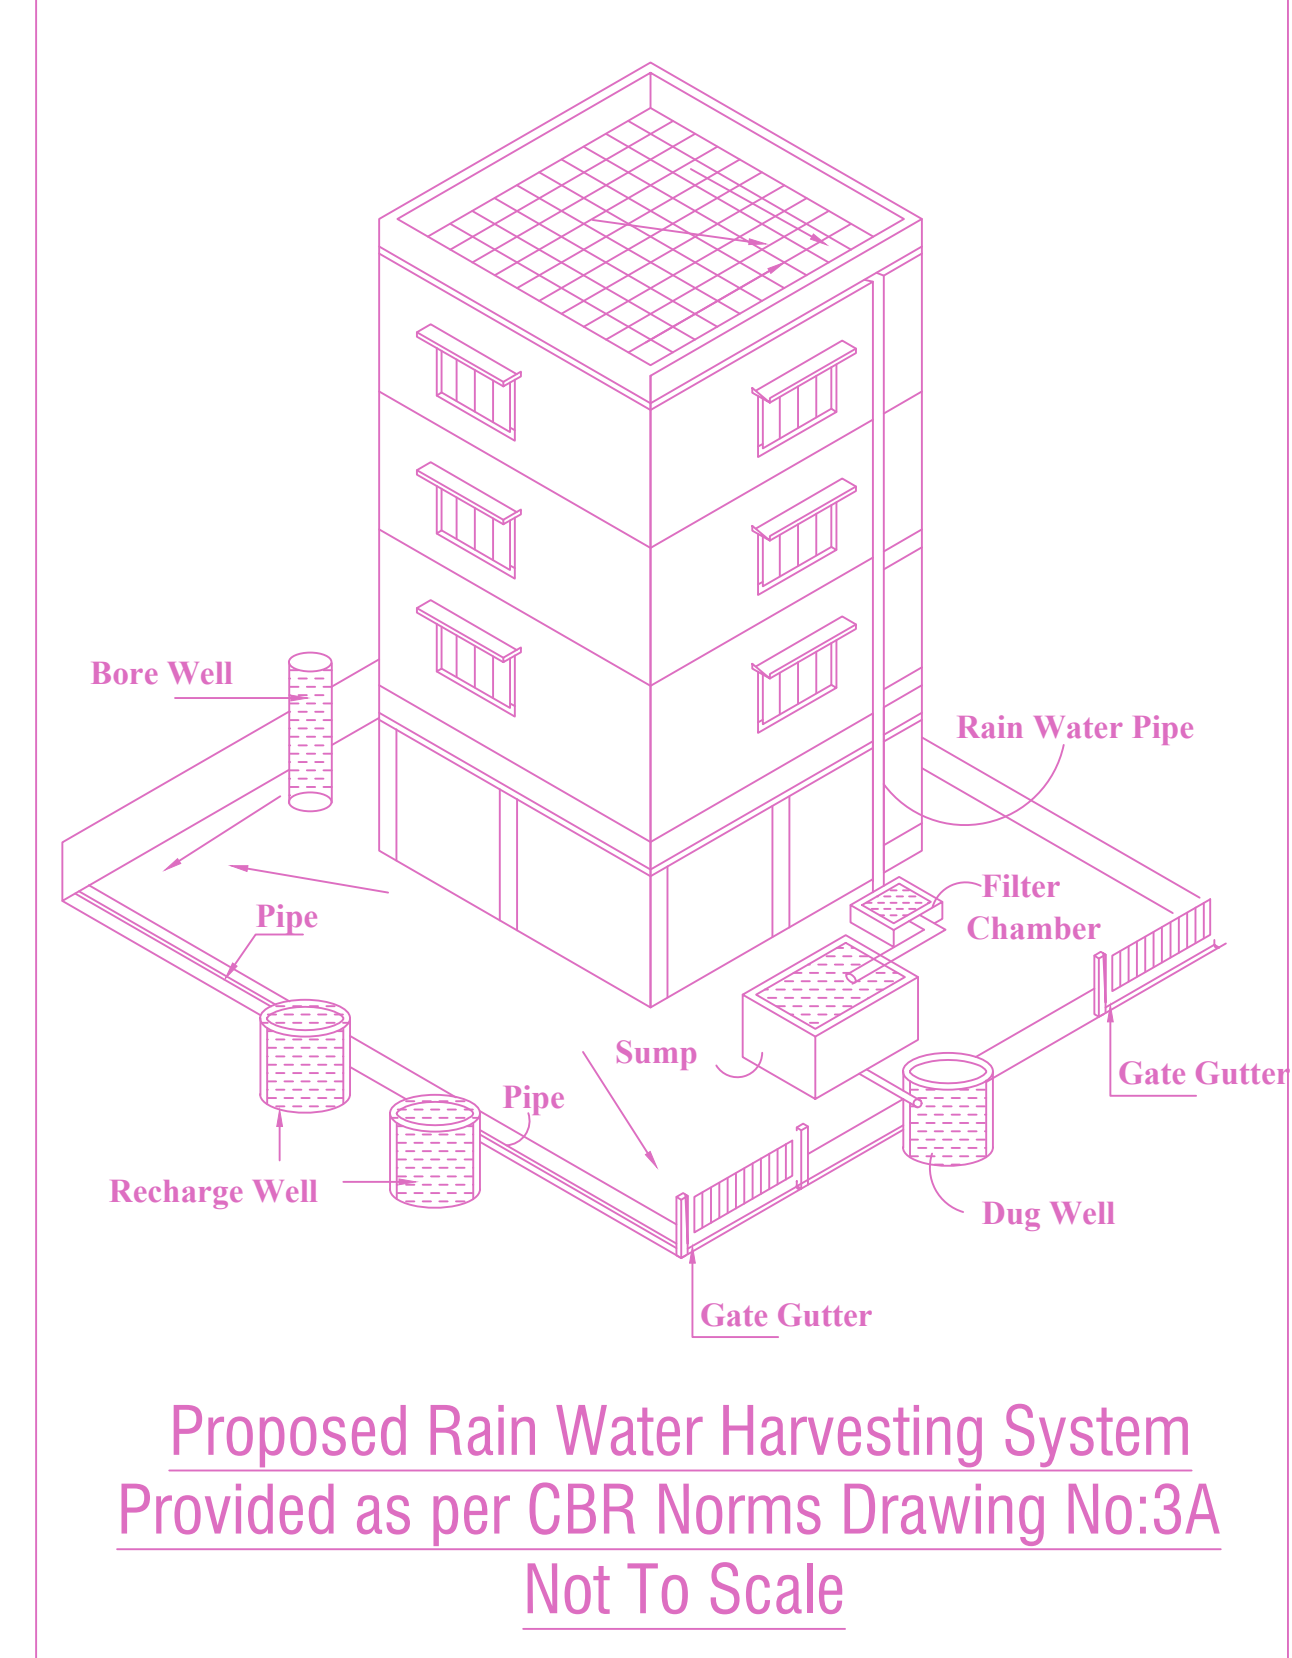 Bore Well
Rain Water Pipe
Filter
Chamber
Pipe
Sump
Gate Gutter
Pipe
Recharge Well
Dug Well
Gate Gutter
Proposed Rain Water Harvesting System
Provided as per CBR Norms Drawing No:3A
Not To Scale